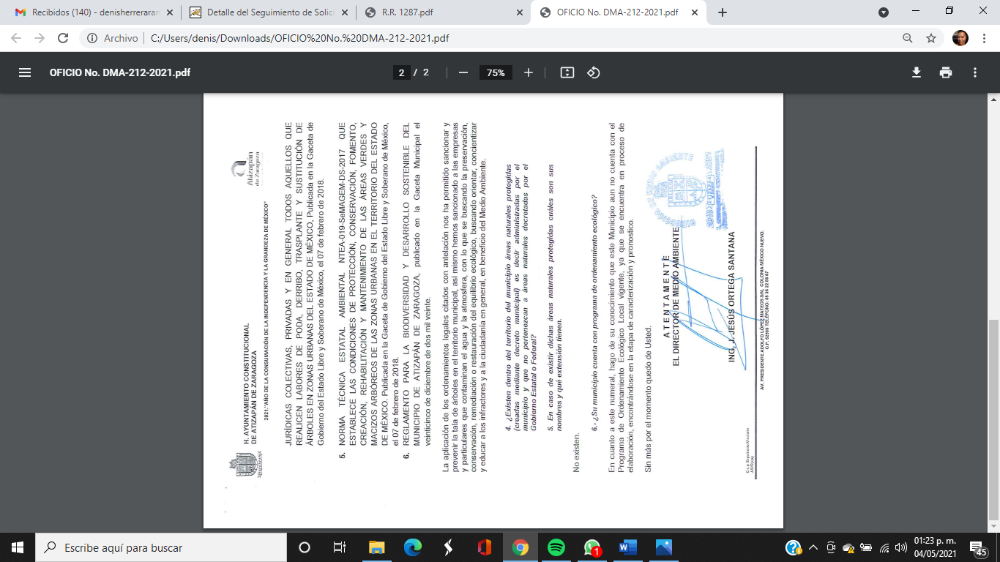 Recibidos (140) - denisherreraran
Detalle del Seguimiento de Solici
R.R. 1287.pdf
OFICIO No. DMA-212-2021.pdf
Archivo
C:/Users/denis/Downloads/OFICIO%20No.%20DMA-212-2021.pdf
OFICIO No. DMA-212-2021.pdf
2 / 2
75%
H. AYUNTAMIENTO CONSTITUCIONAL
DE ATIZAPÁN DE ZARAGOZA
Atizapán
de Zaragoza
2021."AÑO DE LA CONSUMACIÓN DE LA INDEPENDENCIA Y LA GRANDEZA DE MÉXICO"
JURÍDICAS COLECTIVAS, PRIVADAS Y EN GENERAL TODOS AQUELLOS QUE
REALICEN LABORES DE PODA, DERRIBO, TRASPLANTE Y SUSTITUCIÓN DE
ÁRBOLES EN ZONAS URBANAS DEL ESTADO DE MÉXICO, Publicada en la Gaceta de
Gobierno del Estado Libre y Soberano de México, el 07 de febrero de 2018.
5. NORMA TÉCNICA ESTATAL AMBIENTAL NTEA-019-SeMAGEM-DS-2017 QUE
ESTABLECE LAS CONDICIONES DE PROTECCIÓN, CONSERVACIÓN, FOMENTO,
CREACIÓN, REHABILITACIÓN Y MANTENIMIENTO DE LAS ÁREAS VERDES Y
MACIZOS ARBÓREOS DE LAS ZONAS URBANAS EN EL TERRITORIO DEL ESTADO
DE MÉXICO. Publicada en la Gaceta de Gobierno del Estado Libre y Soberano de México,
el 07 de febrero de 2018.
6. REGLAMENTO PARA LA BIODIVERSIDAD Y DESARROLLO SOSTENIBLE DEL
MUNICIPIO DE ATIZAPÁN DE ZARAGOZA, publicado en la Gaceta Municipal el
veinticinco de diciembre de dos mil veinte.
La aplicación de los ordenamientos legales citados con antelación nos ha permitido sancionar y
prevenir la tala de árboles en el territorio municipal, así mismo hemos sancionado a las empresas
y particulares que contaminan el agua y la atmosfera, con lo que se buscando la preservación,
conservación, remediación o restauración del equilibrio ecológico, buscando orientar, concientizar
y educar a los infractores y a la ciudadanía en general, en beneficio del Medio Ambiente.
4. ¿Existen dentro del territorio del municipio áreas naturales protegidas
(creadas mediante decreto municipal) es decir administradas por el
municipio y que no pertenezcan a áreas naturales decretadas por el
Gobierno Estatal o Federal?
5. En caso de existir dichas áreas naturales protegidas cuáles son sus
nombres y qué extensión tienen.
No existen.
6.- ¿Su municipio cuenta con programa de ordenamiento ecológico?
En cuanto a este numeral, hago de su conocimiento que este Municipio aun no cuenta con el
Programa de Ordenamiento Ecológico Local vigente, ya que se encuentra en proceso de
elaboración, encontrándose en la etapa de caracterización y pronostico.
Sin más por el momento quedo de Usted.
A T E N T A M E N T E
EL DIRECTOR DE MEDIO AMBIENTE
ING. J. JESÚS ORTEGA SANTANA
AV. PRESIDENTE ADOLFO LÓPEZ MATEOS S/N, COLONIA MÉXICO NUEVO.
Escribe aquí para buscar
01:23 p. m.
04/05/2021
1
45